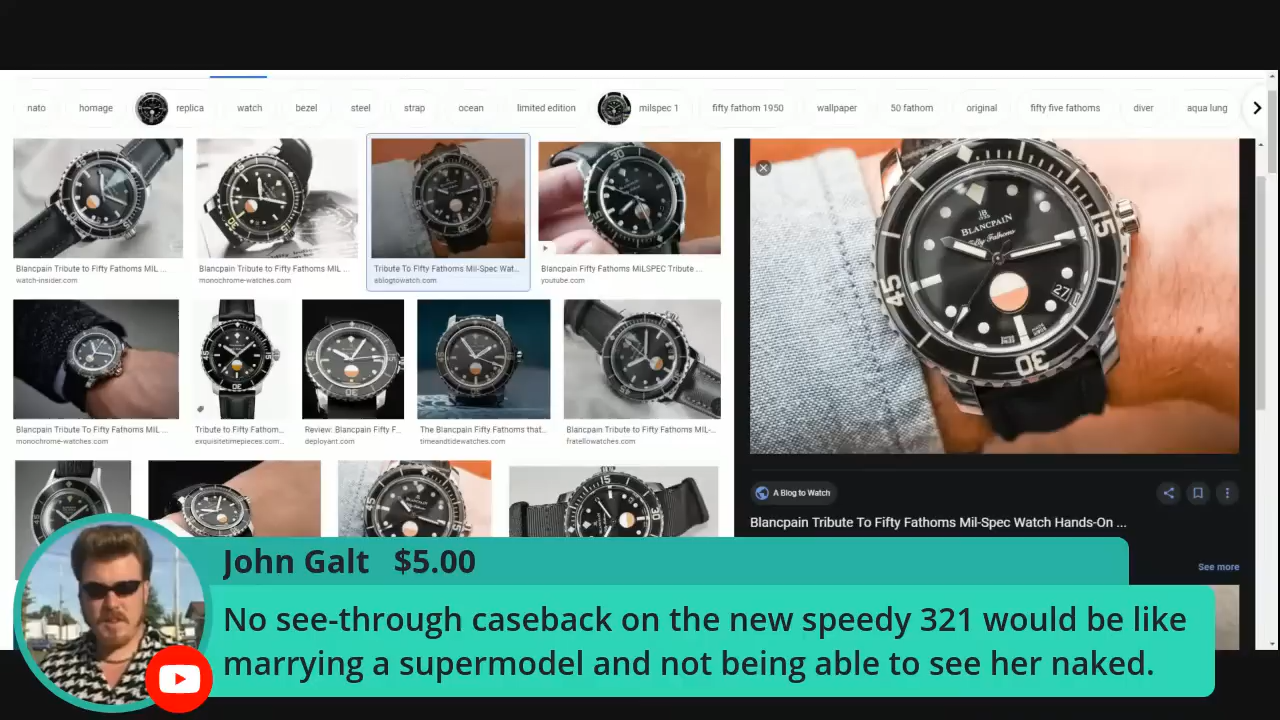 nato
homage
replica
watch
bezel
steel
strap
ocean
limited edition
milspec 1
fifty fathom 1950
wallpaper
50 fathom
original
fifty five fathoms
diver
aqua lung
Blancpain Tribute to Fifty Fathoms MIL ...
watch-insider.com
Blancpain Tribute to Fifty Fathoms MIL ...
monochrome-watches.com
Tribute To Fifty Fathoms Mil-Spec Wat...
ablogtowatch.com
Blancpain Fifty Fathoms MILSPEC Tribute ...
youtube.com
Blancpain Tribute To Fifty Fathoms MIL ...
monochrome-watches.com
Tribute to Fifty Fathom...
exquisitetimepieces.com...
Review: Blancpain Fifty F...
deployant.com
The Blancpain Fifty Fathoms that...
timeandtidewatches.com
Blancpain Tribute to Fifty Fathoms MIL-...
fratellowatches.com
BLANCPAIN
Fifty Fathoms
15
27
30
45
A Blog to Watch
Blancpain Tribute To Fifty Fathoms Mil-Spec Watch Hands-On ...
See more
John Galt $5.00
No see-through caseback on the new speedy 321 would be like
marrying a supermodel and not being able to see her naked.